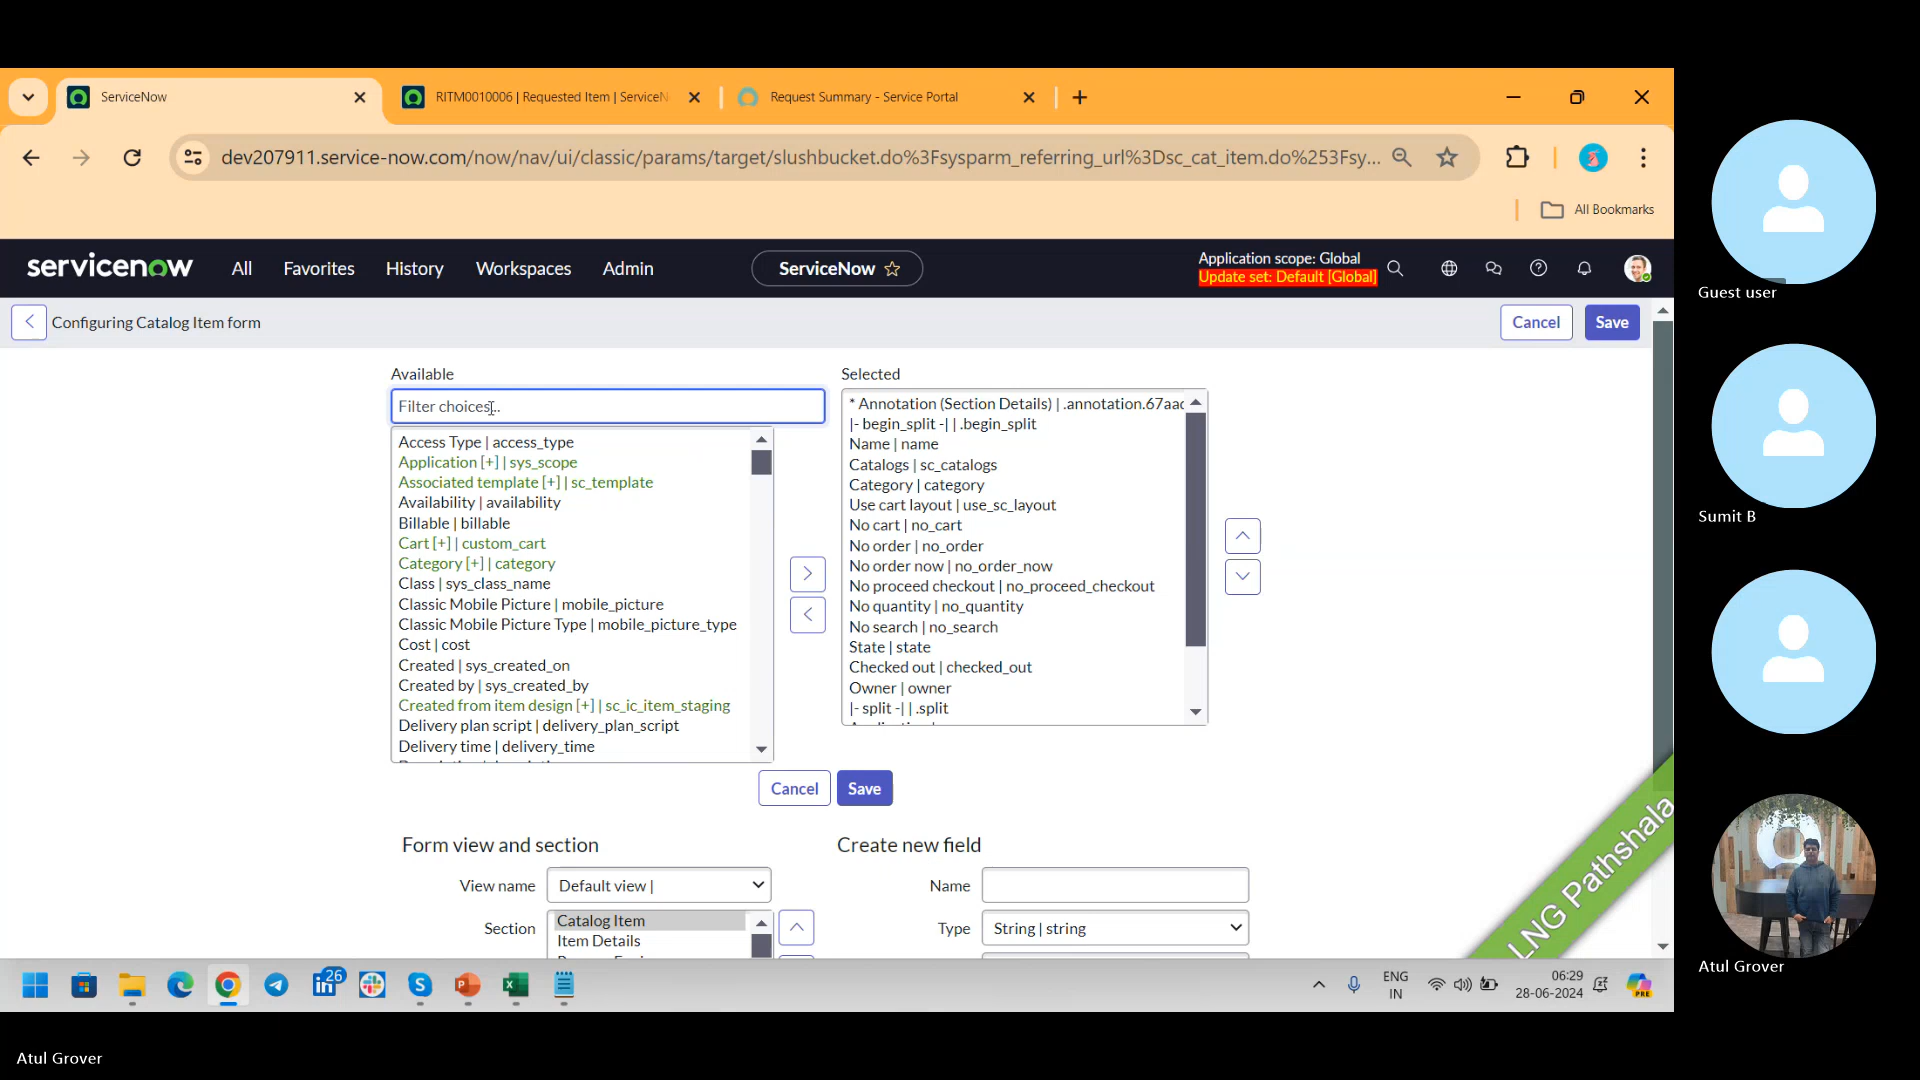 ServiceNow
RITM0010006 | Requested Item | ServiceN
Request Summary - Service Portal
dev207911.service-now.com/now/nav/ui/classic/params/target/slushbucket.do%3Fsysparm_referring_url%3Dsc_cat_item.do%253Fsy...
All Bookmarks
servicenow
All
Favorites
History
Workspaces
Admin
ServiceNow
Application scope: Global
Update set: Default [Global]
Configuring Catalog Item form
Cancel
Save
Available
Filter choices...
Access Type | access_type
Application [+] | sys_scope
Associated template [+] | sc_template
Availability | availability
Billable | billable
Cart [+] | custom_cart
Category [+] | category
Class | sys_class_name
Classic Mobile Picture | mobile_picture
Classic Mobile Picture Type | mobile_picture_type
Cost | cost
Created | sys_created_on
Created by | sys_created_by
Created from item design [+] | sc_ic_item_staging
Delivery plan script | delivery_plan_script
Delivery time | delivery_time
Selected
* Annotation (Section Details) | .annotation.67aac
|- begin_split -| | .begin_split
Name | name
Catalogs | sc_catalogs
Category | category
Use cart layout | use_sc_layout
No cart | no_cart
No order | no_order
No order now | no_order_now
No proceed checkout | no_proceed_checkout
No quantity | no_quantity
No search | no_search
State | state
Checked out | checked_out
Owner | owner
|- split -| | .split
Cancel
Save
Form view and section
View name
Default view |
Section
Catalog Item
Item Details
Create new field
Name
Type
String | string
LNG Pathshala
26
PRE
ENG
IN
06:29
28-06-2024
Guest user
Sumit B
Atul Grover
Atul Grover